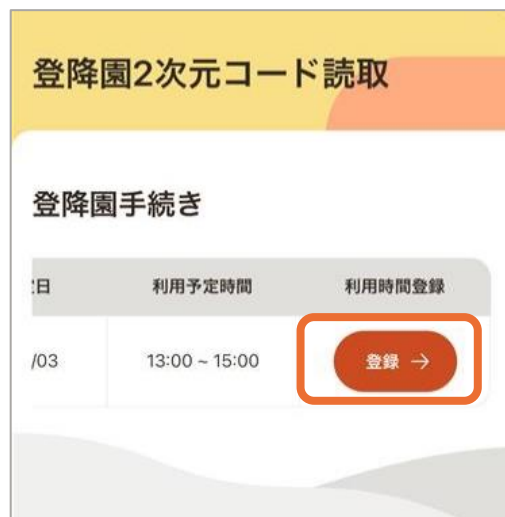 登降園2次元コード読取
登降園手続き
日 利用予定時間 利用時間登録
/03 13:00 ~ 15:00 登録 →